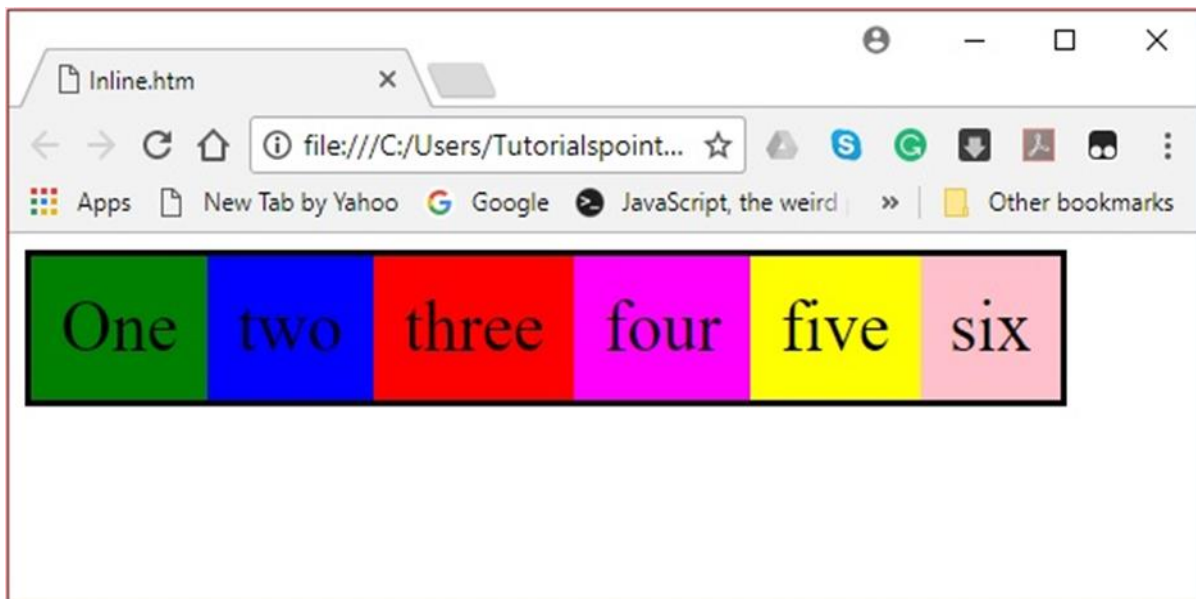 Inline.htm
file:///C:/Users/Tutorialspoint...
Apps New Tab by Yahoo Google JavaScript, the weird » Other bookmarks
One two three four five six